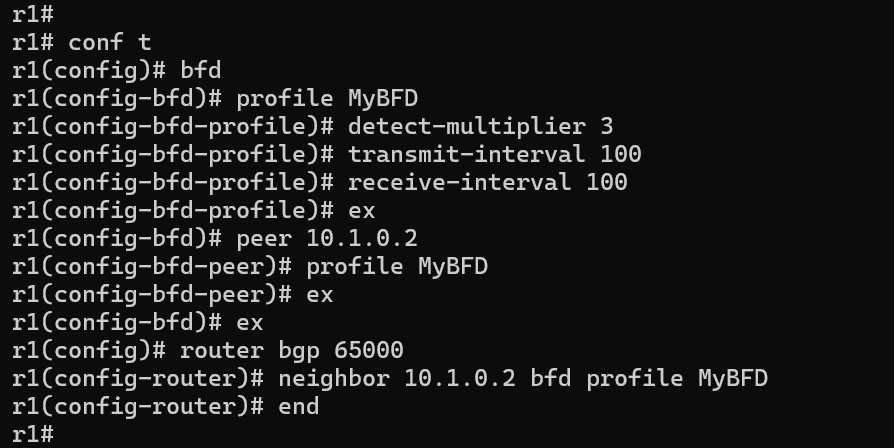 r1#
r1# conf t
r1(config)# bfd
r1(config-bfd)# profile MyBFD
r1(config-bfd-profile)# detect-multiplier 3
r1(config-bfd-profile)# transmit-interval 100
r1(config-bfd-profile)# receive-interval 100
r1(config-bfd-profile)# ex
r1(config-bfd)# peer 10.1.0.2
r1(config-bfd-peer)# profile MyBFD
r1(config-bfd-peer)# ex
r1(config-bfd)# ex
r1(config)# router bgp 65000
r1(config-router)# neighbor 10.1.0.2 bfd profile MyBFD
r1(config-router)# end
r1#